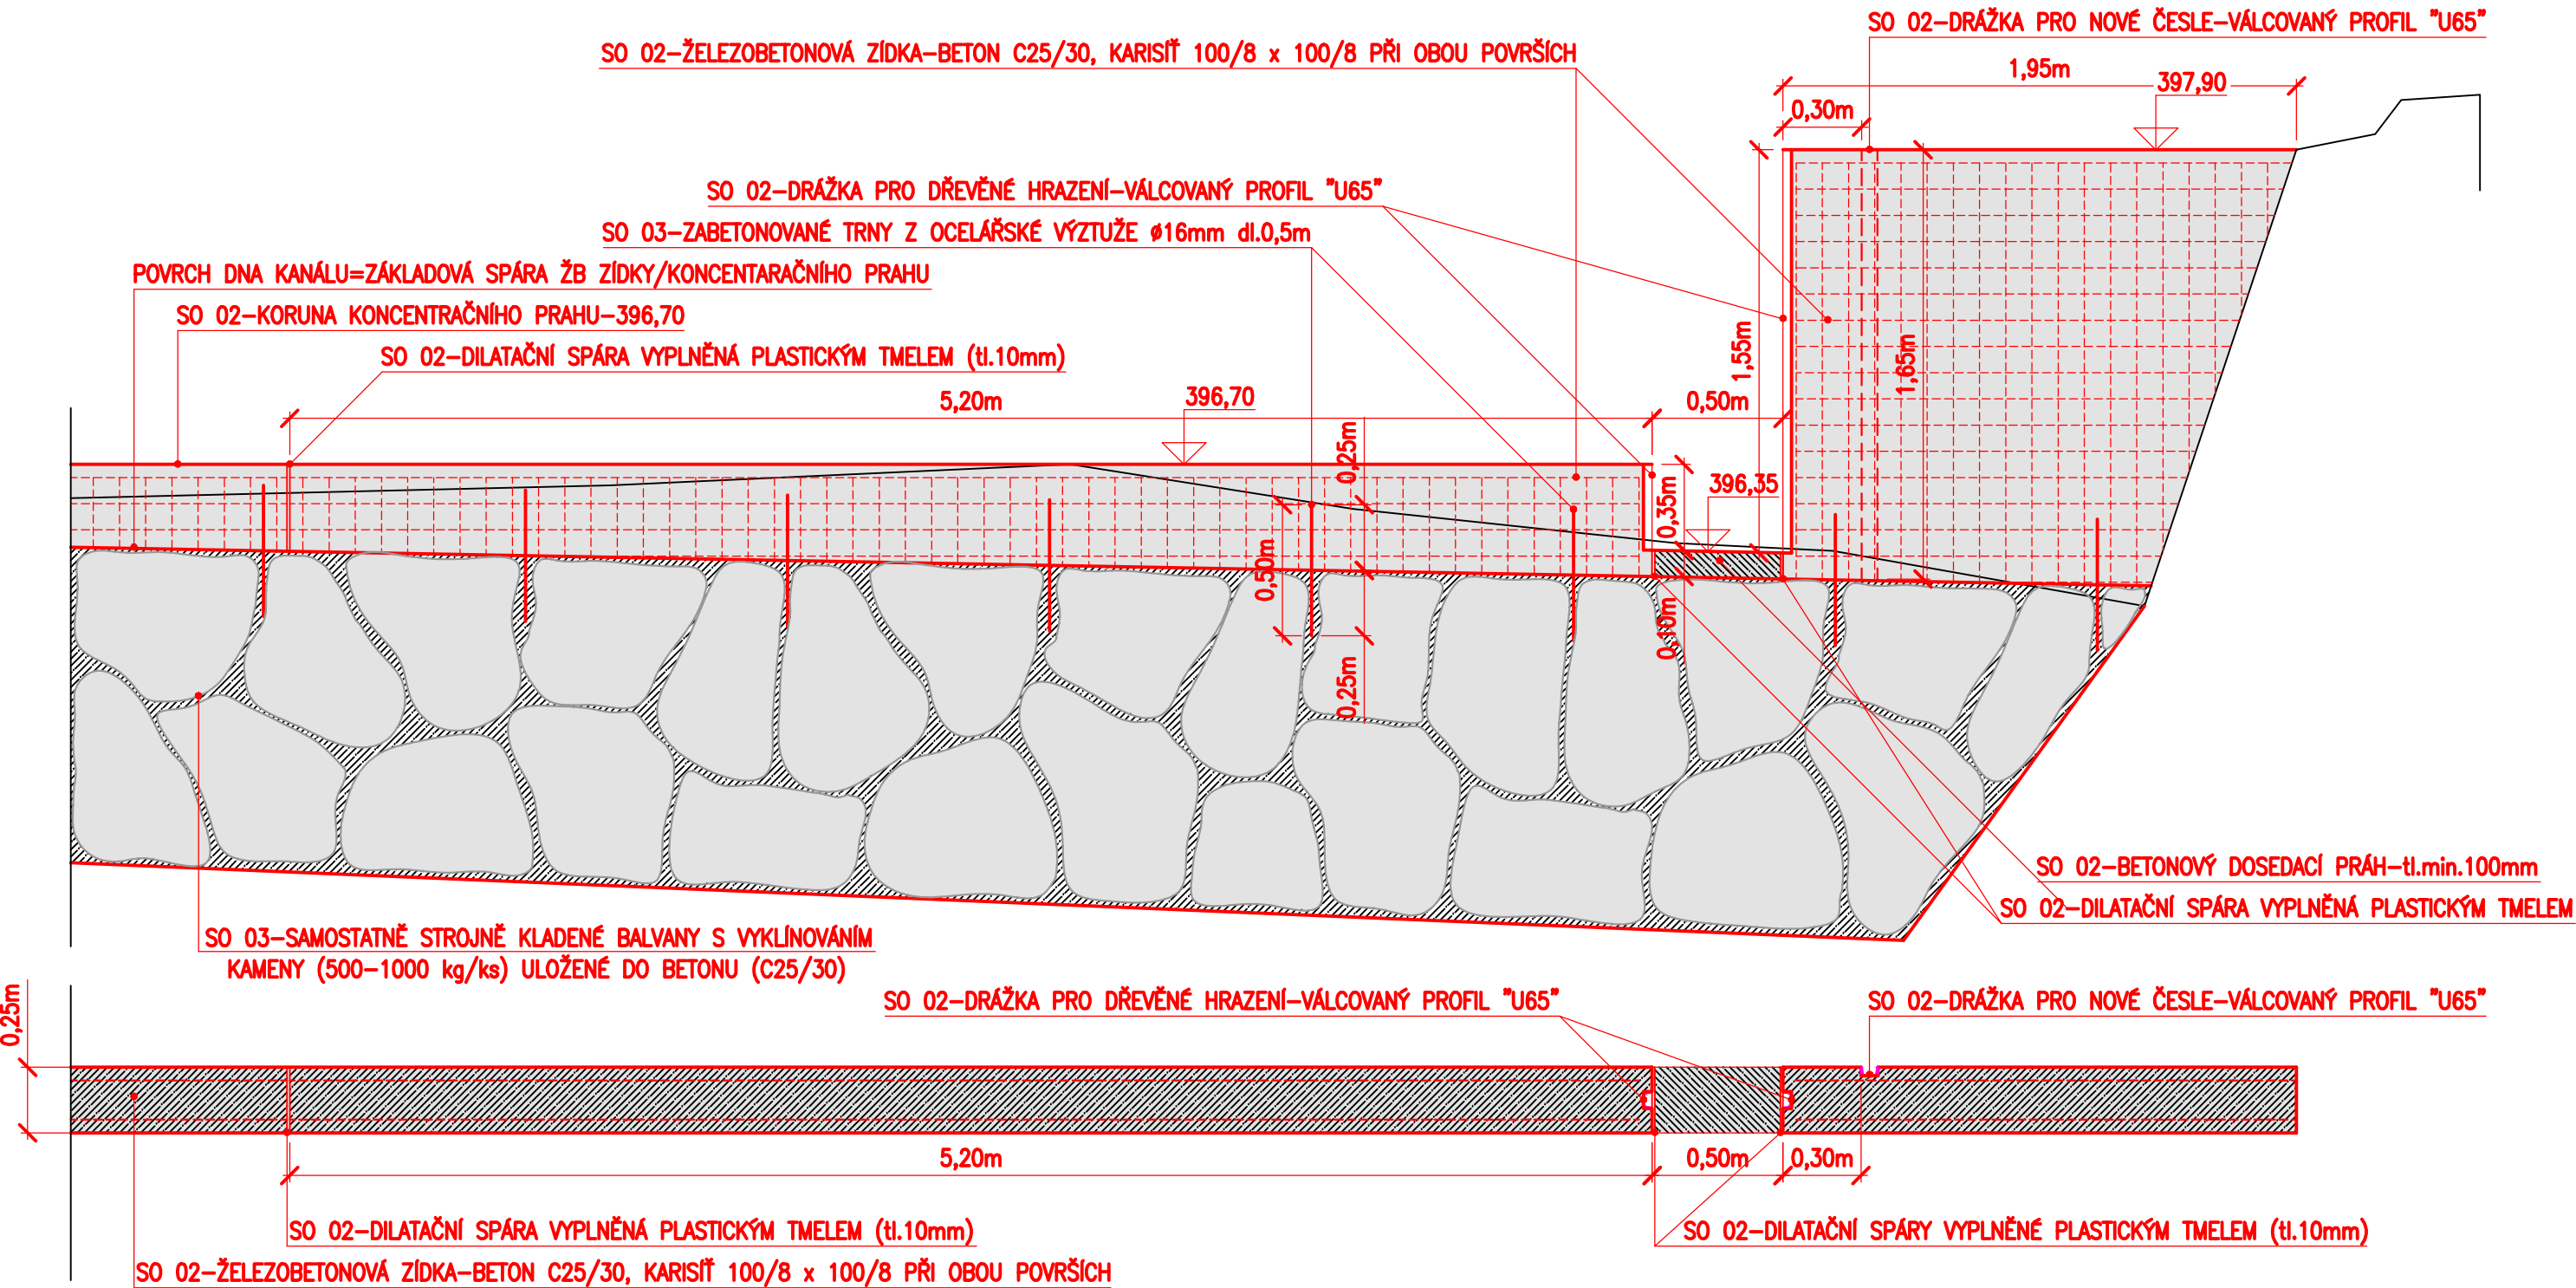 SO 02-DRÁŽKA PRO NOVÉ ČESLE-VÁLCOVANÝ PROFIL "U65"
SO 02-ŽELEZOBETONOVÁ ZÍDKA-BETON C25/30, KARISÍŤ 100/8 x 100/8 PŘI OBOU POVRŠÍCH
1,95m
397,90
0,30m
SO 02-DRÁŽKA PRO DŘEVĚNÉ HRAZENÍ-VÁLCOVANÝ PROFIL "U65"
SO 03-ZABETONOVANÉ TRNY Z OCELÁŘSKÉ VÝZTUŽE ø16mm dl.0,5m
POVRCH DNA KANÁLU=ZÁKLADOVÁ SPÁRA ŽB ZÍDKY/KONCENTARAČNÍHO PRAHU
SO 02-KORUNA KONCENTRAČNÍHO PRAHU-396,70
SO 02-DILATAČNÍ SPÁRA VYPLNĚNÁ PLASTICKÝM TMELEM (tl.10mm)
1,55m
1,65m
5,20m
396,70
0,50m
0,25m
0,35m
396,35
0,50m
0,10m
0,25m
SO 02-BETONOVÝ DOSEDACÍ PRÁH-tl.min.100mm
SO 02-DILATAČNÍ SPÁRA VYPLNĚNÁ PLASTICKÝM TMELEM
SO 03-SAMOSTATNĚ STROJNĚ KLADENÉ BALVANY S VYKLÍNOVÁNÍM
KAMENY (500-1000 kg/ks) ULOŽENÉ DO BETONU (C25/30)
0,25m
SO 02-DRÁŽKA PRO DŘEVĚNÉ HRAZENÍ-VÁLCOVANÝ PROFIL "U65"
SO 02-DRÁŽKA PRO NOVÉ ČESLE-VÁLCOVANÝ PROFIL "U65"
5,20m
0,50m
0,30m
SO 02-DILATAČNÍ SPÁRA VYPLNĚNÁ PLASTICKÝM TMELEM (tl.10mm)
SO 02-DILATAČNÍ SPÁRY VYPLNĚNÉ PLASTICKÝM TMELEM (tl.10mm)
SO 02-ŽELEZOBETONOVÁ ZÍDKA-BETON C25/30, KARISÍŤ 100/8 x 100/8 PŘI OBOU POVRŠÍCH